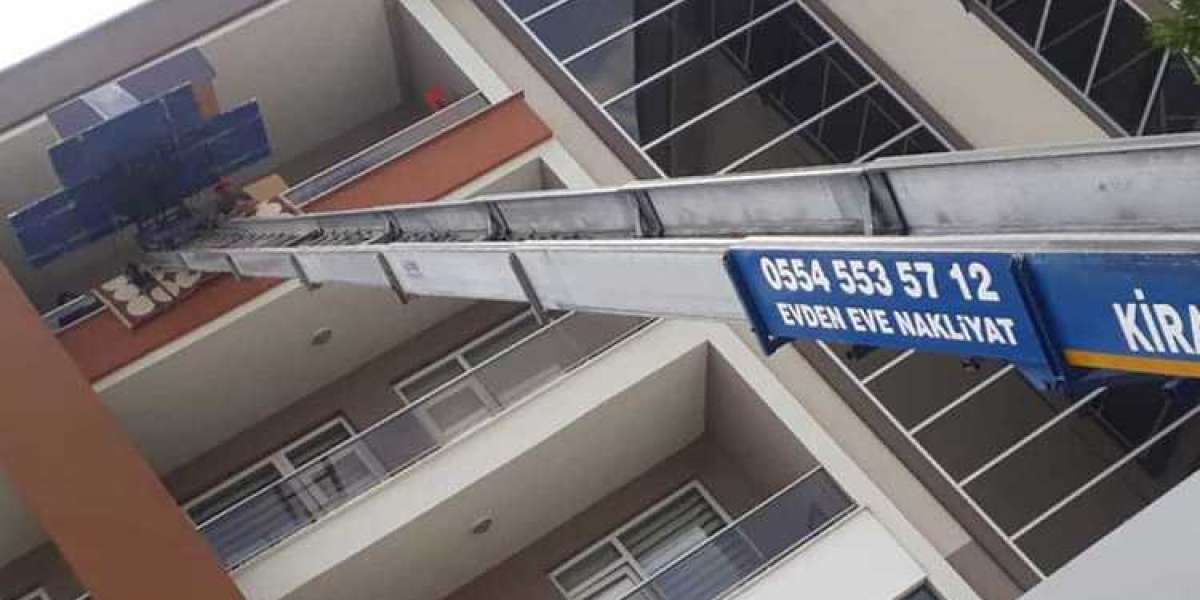 0554 553 57 12
EVDEN EVE NAKLİYAT
KİRA